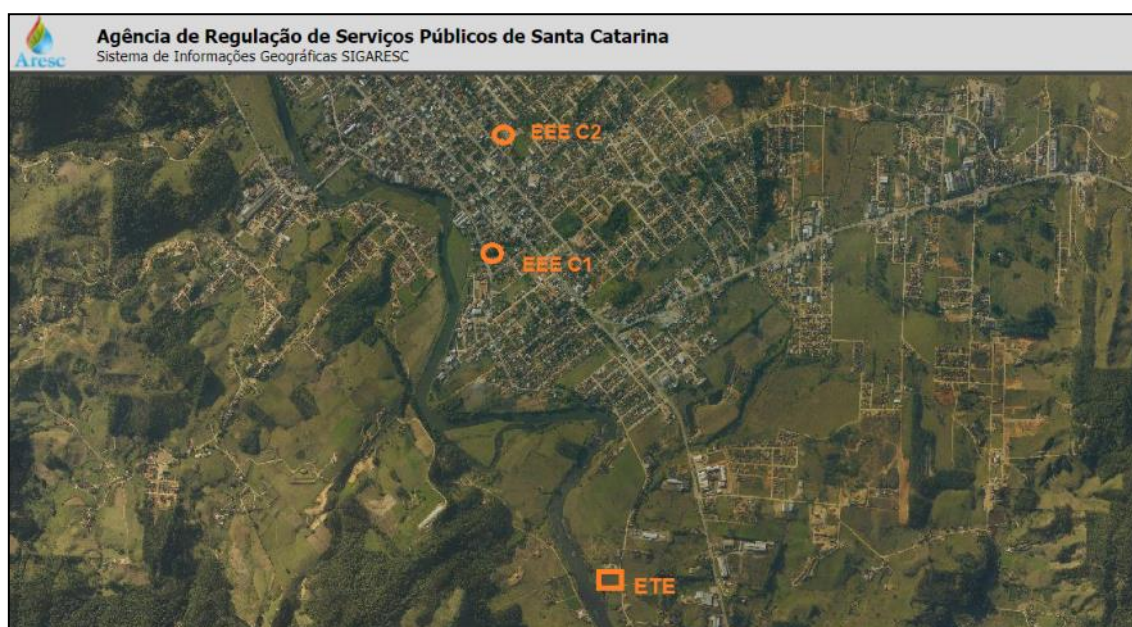 Agência de Regulação de Serviços Públicos de Santa Catarina
Sistema de Informações Geográficas SIGARESC
Aresc
EEE C2
EEE C1
ETE